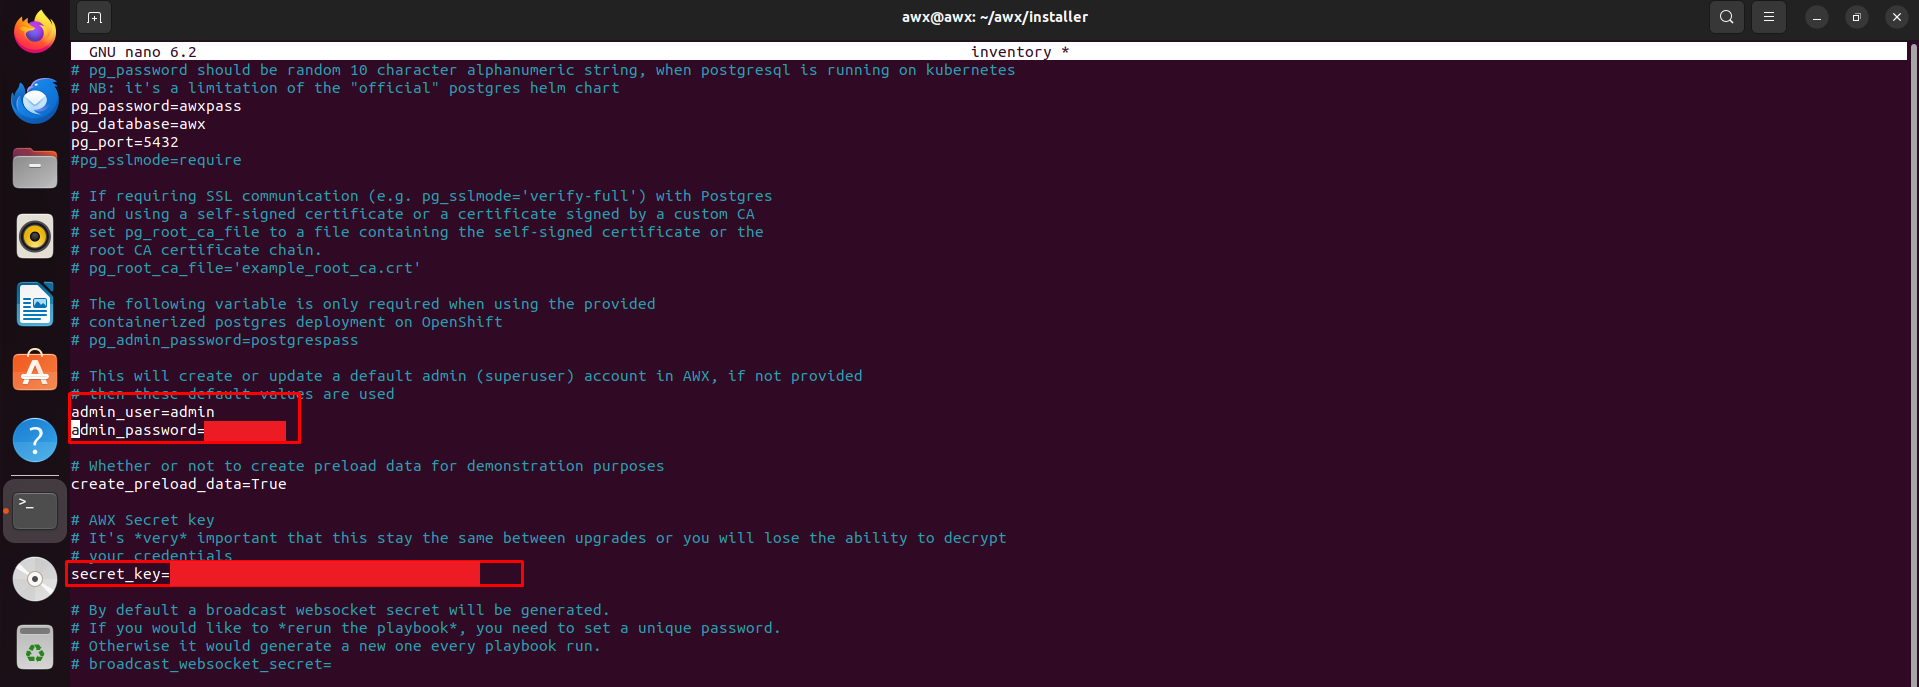 awx@awx: ~/awx/installer
GNU nano 6.2 inventory *
# pg_password should be random 10 character alphanumeric string, when postgresql is running on kubernetes
# NB: it's a limitation of the "official" postgres helm chart
pg_password=awxpass
pg_database=awx
pg_port=5432
#pg_sslmode=require
# If requiring SSL communication (e.g. pg_sslmode='verify-full') with Postgres
# and using a self-signed certificate or a certificate signed by a custom CA
# set pg_root_ca_file to a file containing the self-signed certificate or the
# root CA certificate chain.
# pg_root_ca_file='example_root_ca.crt'
# The following variable is only required when using the provided
# containerized postgres deployment on OpenShift
# pg_admin_password=postgrespass
# This will create or update a default admin (superuser) account in AWX, if not provided
# then these default values are used
admin_user=admin
admin_password=
# Whether or not to create preload data for demonstration purposes
create_preload_data=True
# AWX Secret key
# It's *very* important that this stay the same between upgrades or you will lose the ability to decrypt
# your credentials
secret_key=
# By default a broadcast websocket secret will be generated.
# If you would like to *rerun the playbook*, you need to set a unique password.
# Otherwise it would generate a new one every playbook run.
# broadcast_websocket_secret=